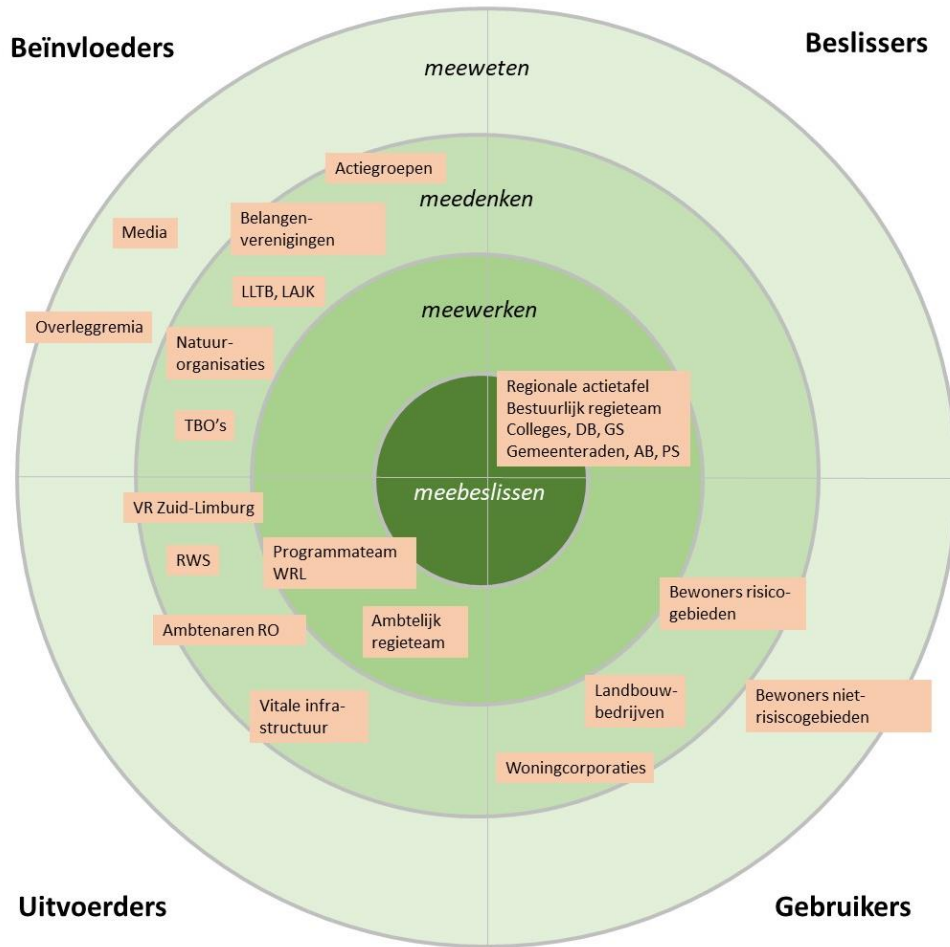 Beïnvloeders
Beslissers
meeweten
Actiegroepen
meedenken
Belangen-
verenigingen
Media
LLTB, LAJK
meewerken
Overleggremia
Natuur-
organisaties
Regionale actietafel
Bestuurlijk regieteam
Colleges, DB, GS
Gemeenteraden, AB, PS
TBO's
meebeslissen
VR Zuid-Limburg
RWS
Programmateam
WRL
Bewoners risico-
gebieden
Ambtenaren RO
Ambtelijk
regieteam
Landbouw-
bedrijven
Bewoners niet-
risiscogebieden
Vitale infra-
structuur
Woningcorporaties
Uitvoerders
Gebruikers